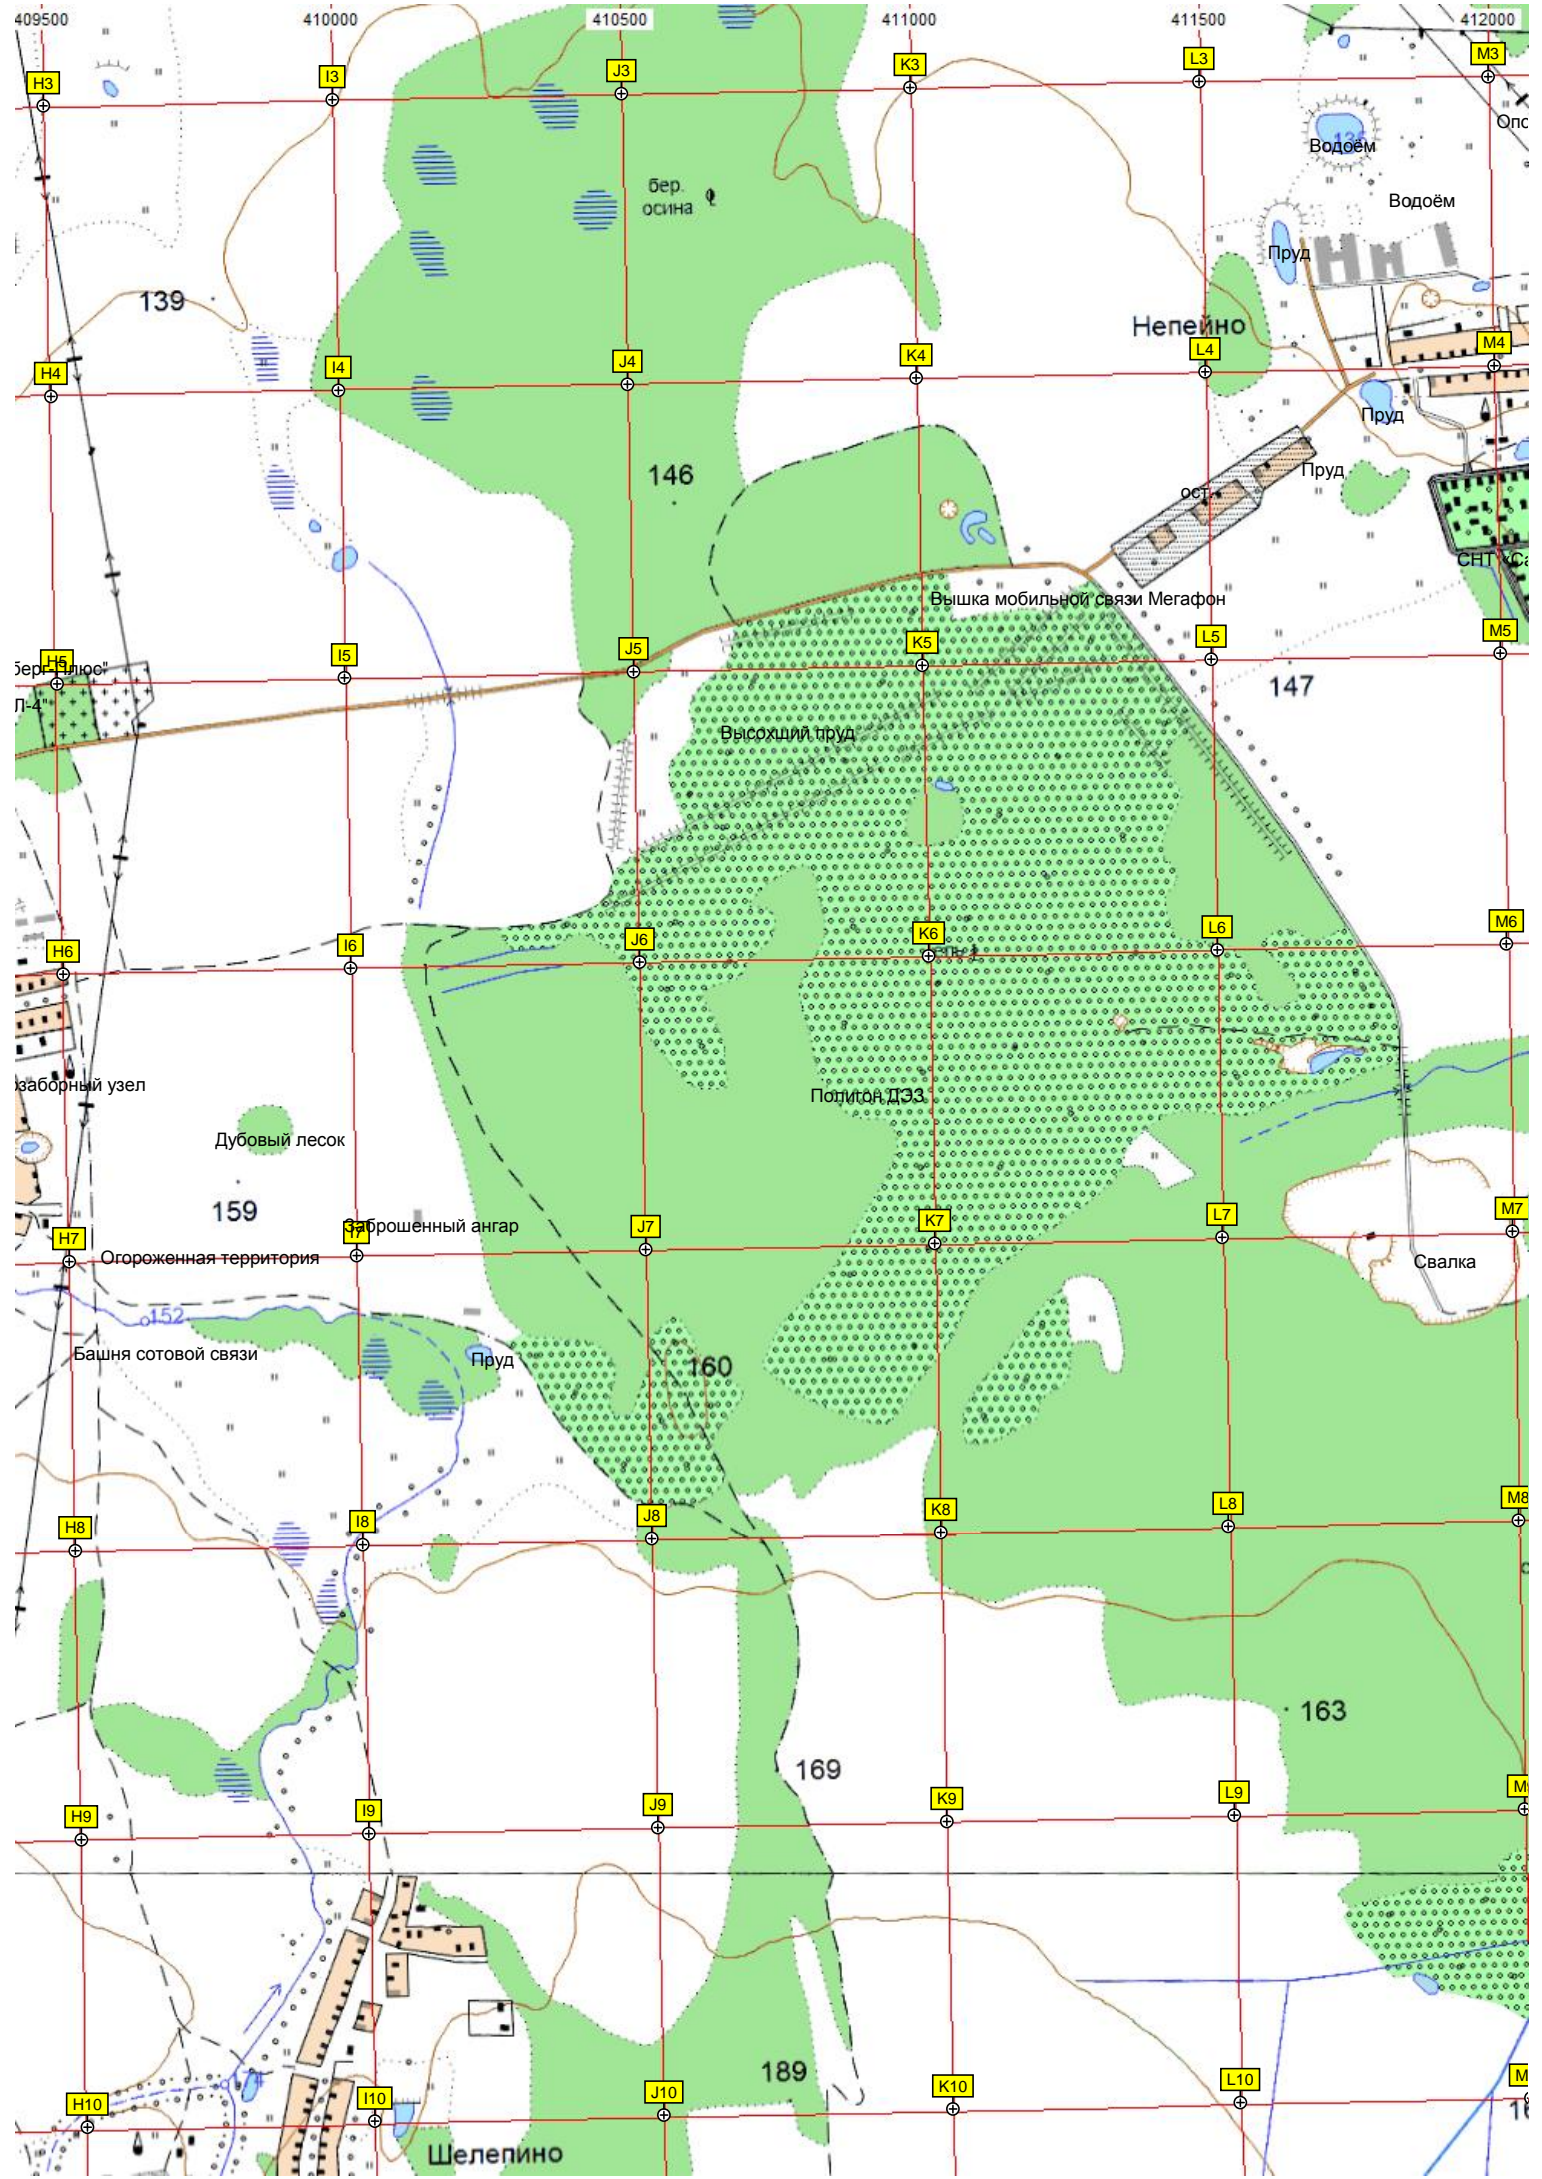 409500 410000 410500 411000 411500 412000
H3 I3 J3 K3 L3 M3
Водоём
бер.
осина
Водоём
Пруд
139
Непейно
H4 I4 J4 K4 L4 M4
Пруд
146
Пруд
ост.
Вышка мобильной связи Мегафон
H5 I5 J5 K5 L5 M5
147
Л-4"
Высохший пруд
H6 I6 J6 K6 L6 M6
озаборный узел
Полигон ДЭЗ
Дубовый лесок
159
Заброшенный ангар
H7 I7 J7 K7 L7 M7
Огороженная территория
Свалка
152
Башня сотовой связи
Пруд
160
H8 I8 J8 K8 L8 M8
163
169
H9 I9 J9 K9 L9 M
189
H10 I10 J10 K10 L10 M
Шелепино